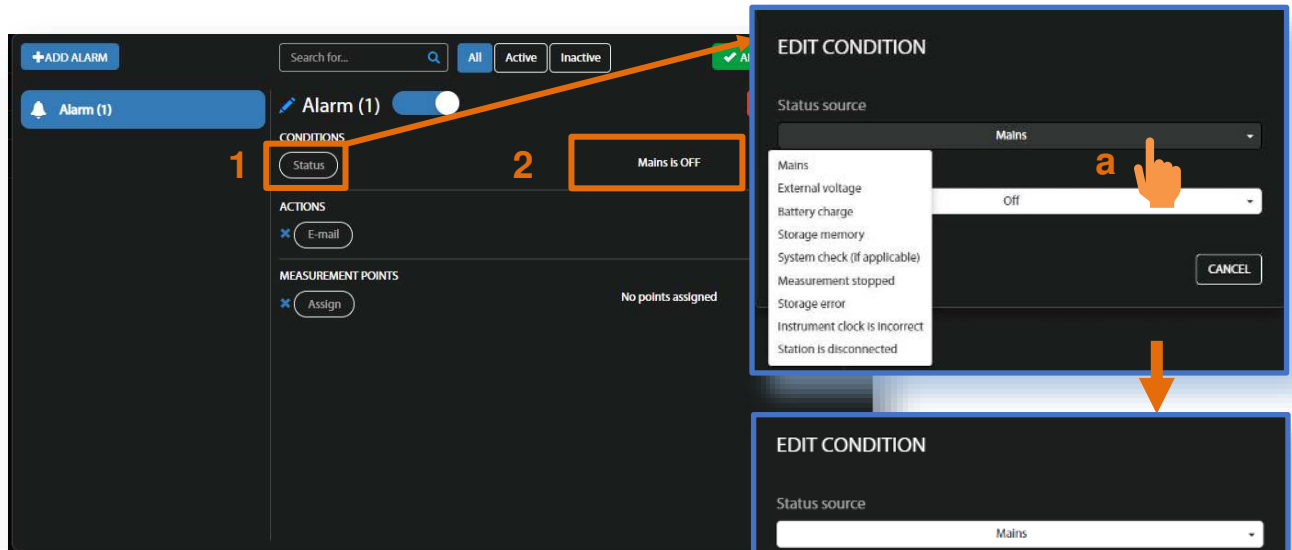 +ADD ALARM
Search for...
All
Active
Inactive
Alarm (1)
Alarm (1)
CONDITIONS
1
Status
2
Mains is OFF
ACTIONS
E-mail
MEASUREMENT POINTS
Assign
No points assigned
EDIT CONDITION
Status source
Mains
a
Mains
External voltage
Battery charge
Storage memory
System check (if applicable)
Measurement stopped
Storage error
Instrument clock is incorrect
Station is disconnected
Off
CANCEL
EDIT CONDITION
Status source
Mains